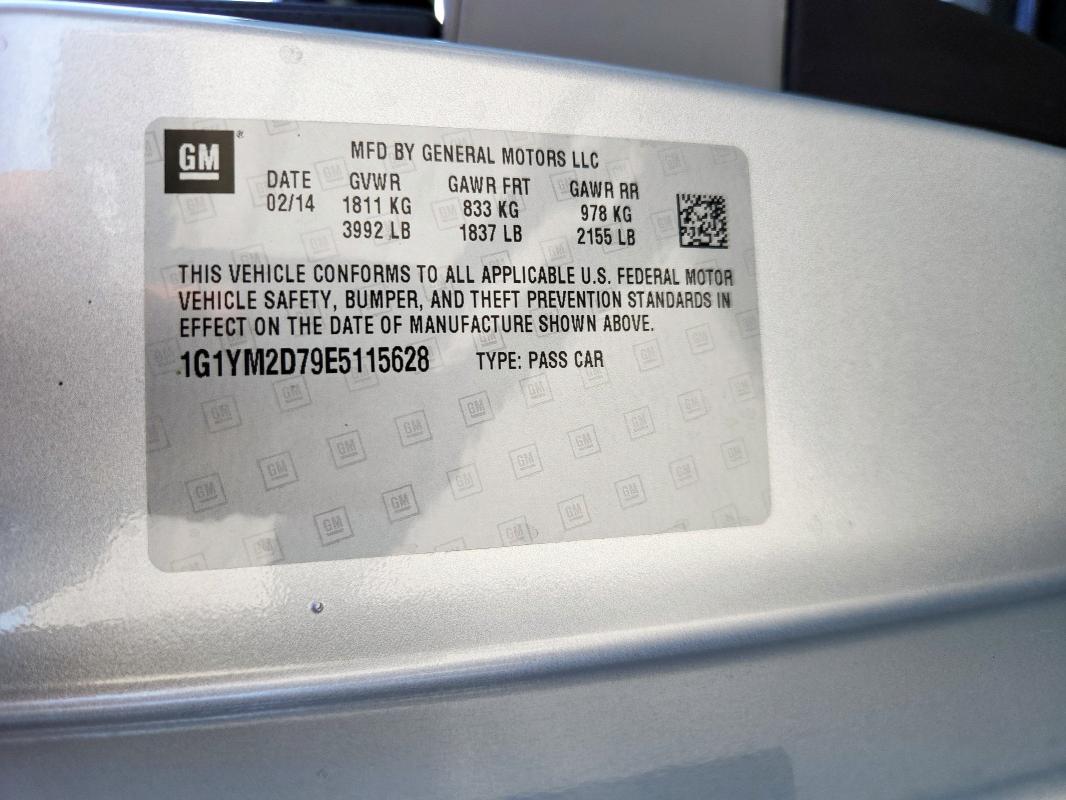 GM
MFD BY GENERAL MOTORS LLC
DATE GVWR GAWR FRT GAWR RR
02/14 1811 KG 833 KG 978 KG
3992 LB 1837 LB 2155 LB
THIS VEHICLE CONFORMS TO ALL APPLICABLE U.S. FEDERAL MOTOR
VEHICLE SAFETY, BUMPER, AND THEFT PREVENTION STANDARDS IN
EFFECT ON THE DATE OF MANUFACTURE SHOWN ABOVE.
1G1YM2D79E5115628 TYPE: PASS CAR